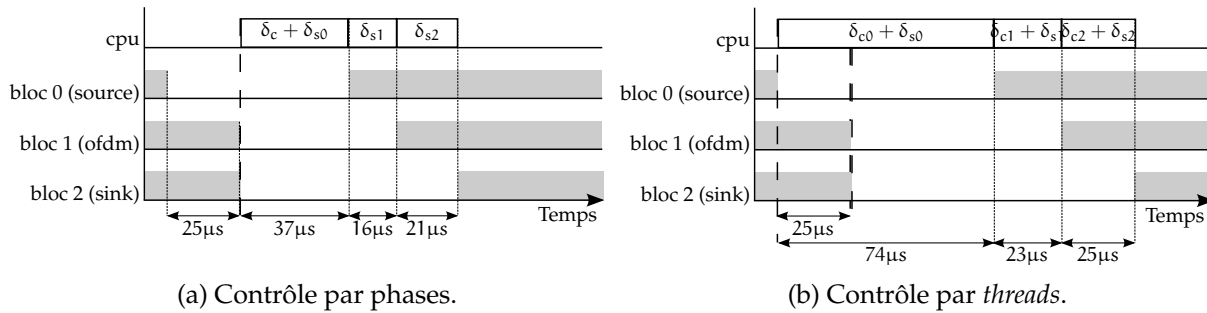 δc + δs0 δs1 δs2
cpu
bloc 0 (source)
bloc 1 (ofdm)
bloc 2 (sink)
Temps
25µs 37µs 16µs 21µs
(a) Contrôle par phases.
δc0 + δs0 δc1 + δs δc2 + δs2
cpu
bloc 0 (source)
bloc 1 (ofdm)
bloc 2 (sink)
Temps
25µs
74µs 23µs 25µs
(b) Contrôle par threads.